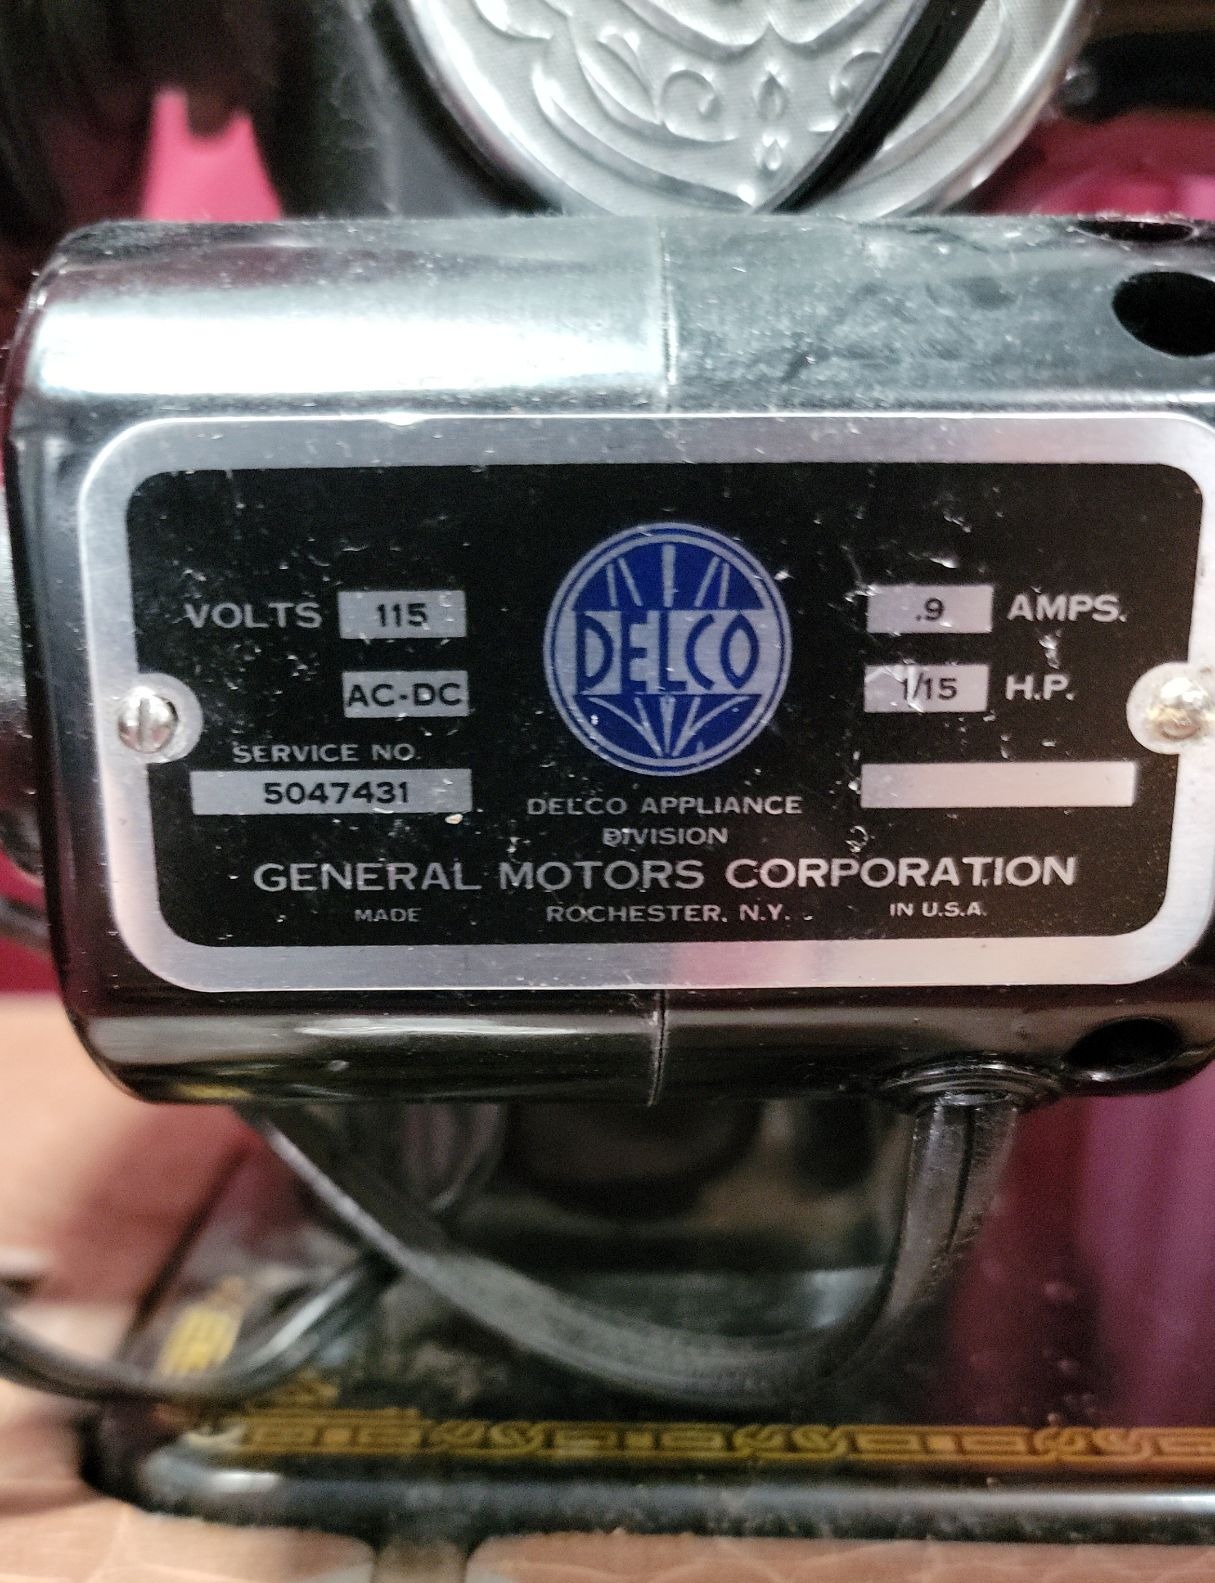 VOLTS 115
.9 AMPS.
DELCO
AC-DC
1/15 H.P.
SERVICE NO.
5047431
DELCO APPLIANCE
DIVISION
GENERAL MOTORS CORPORATION
MADE ROCHESTER, N.Y. IN U.S.A.